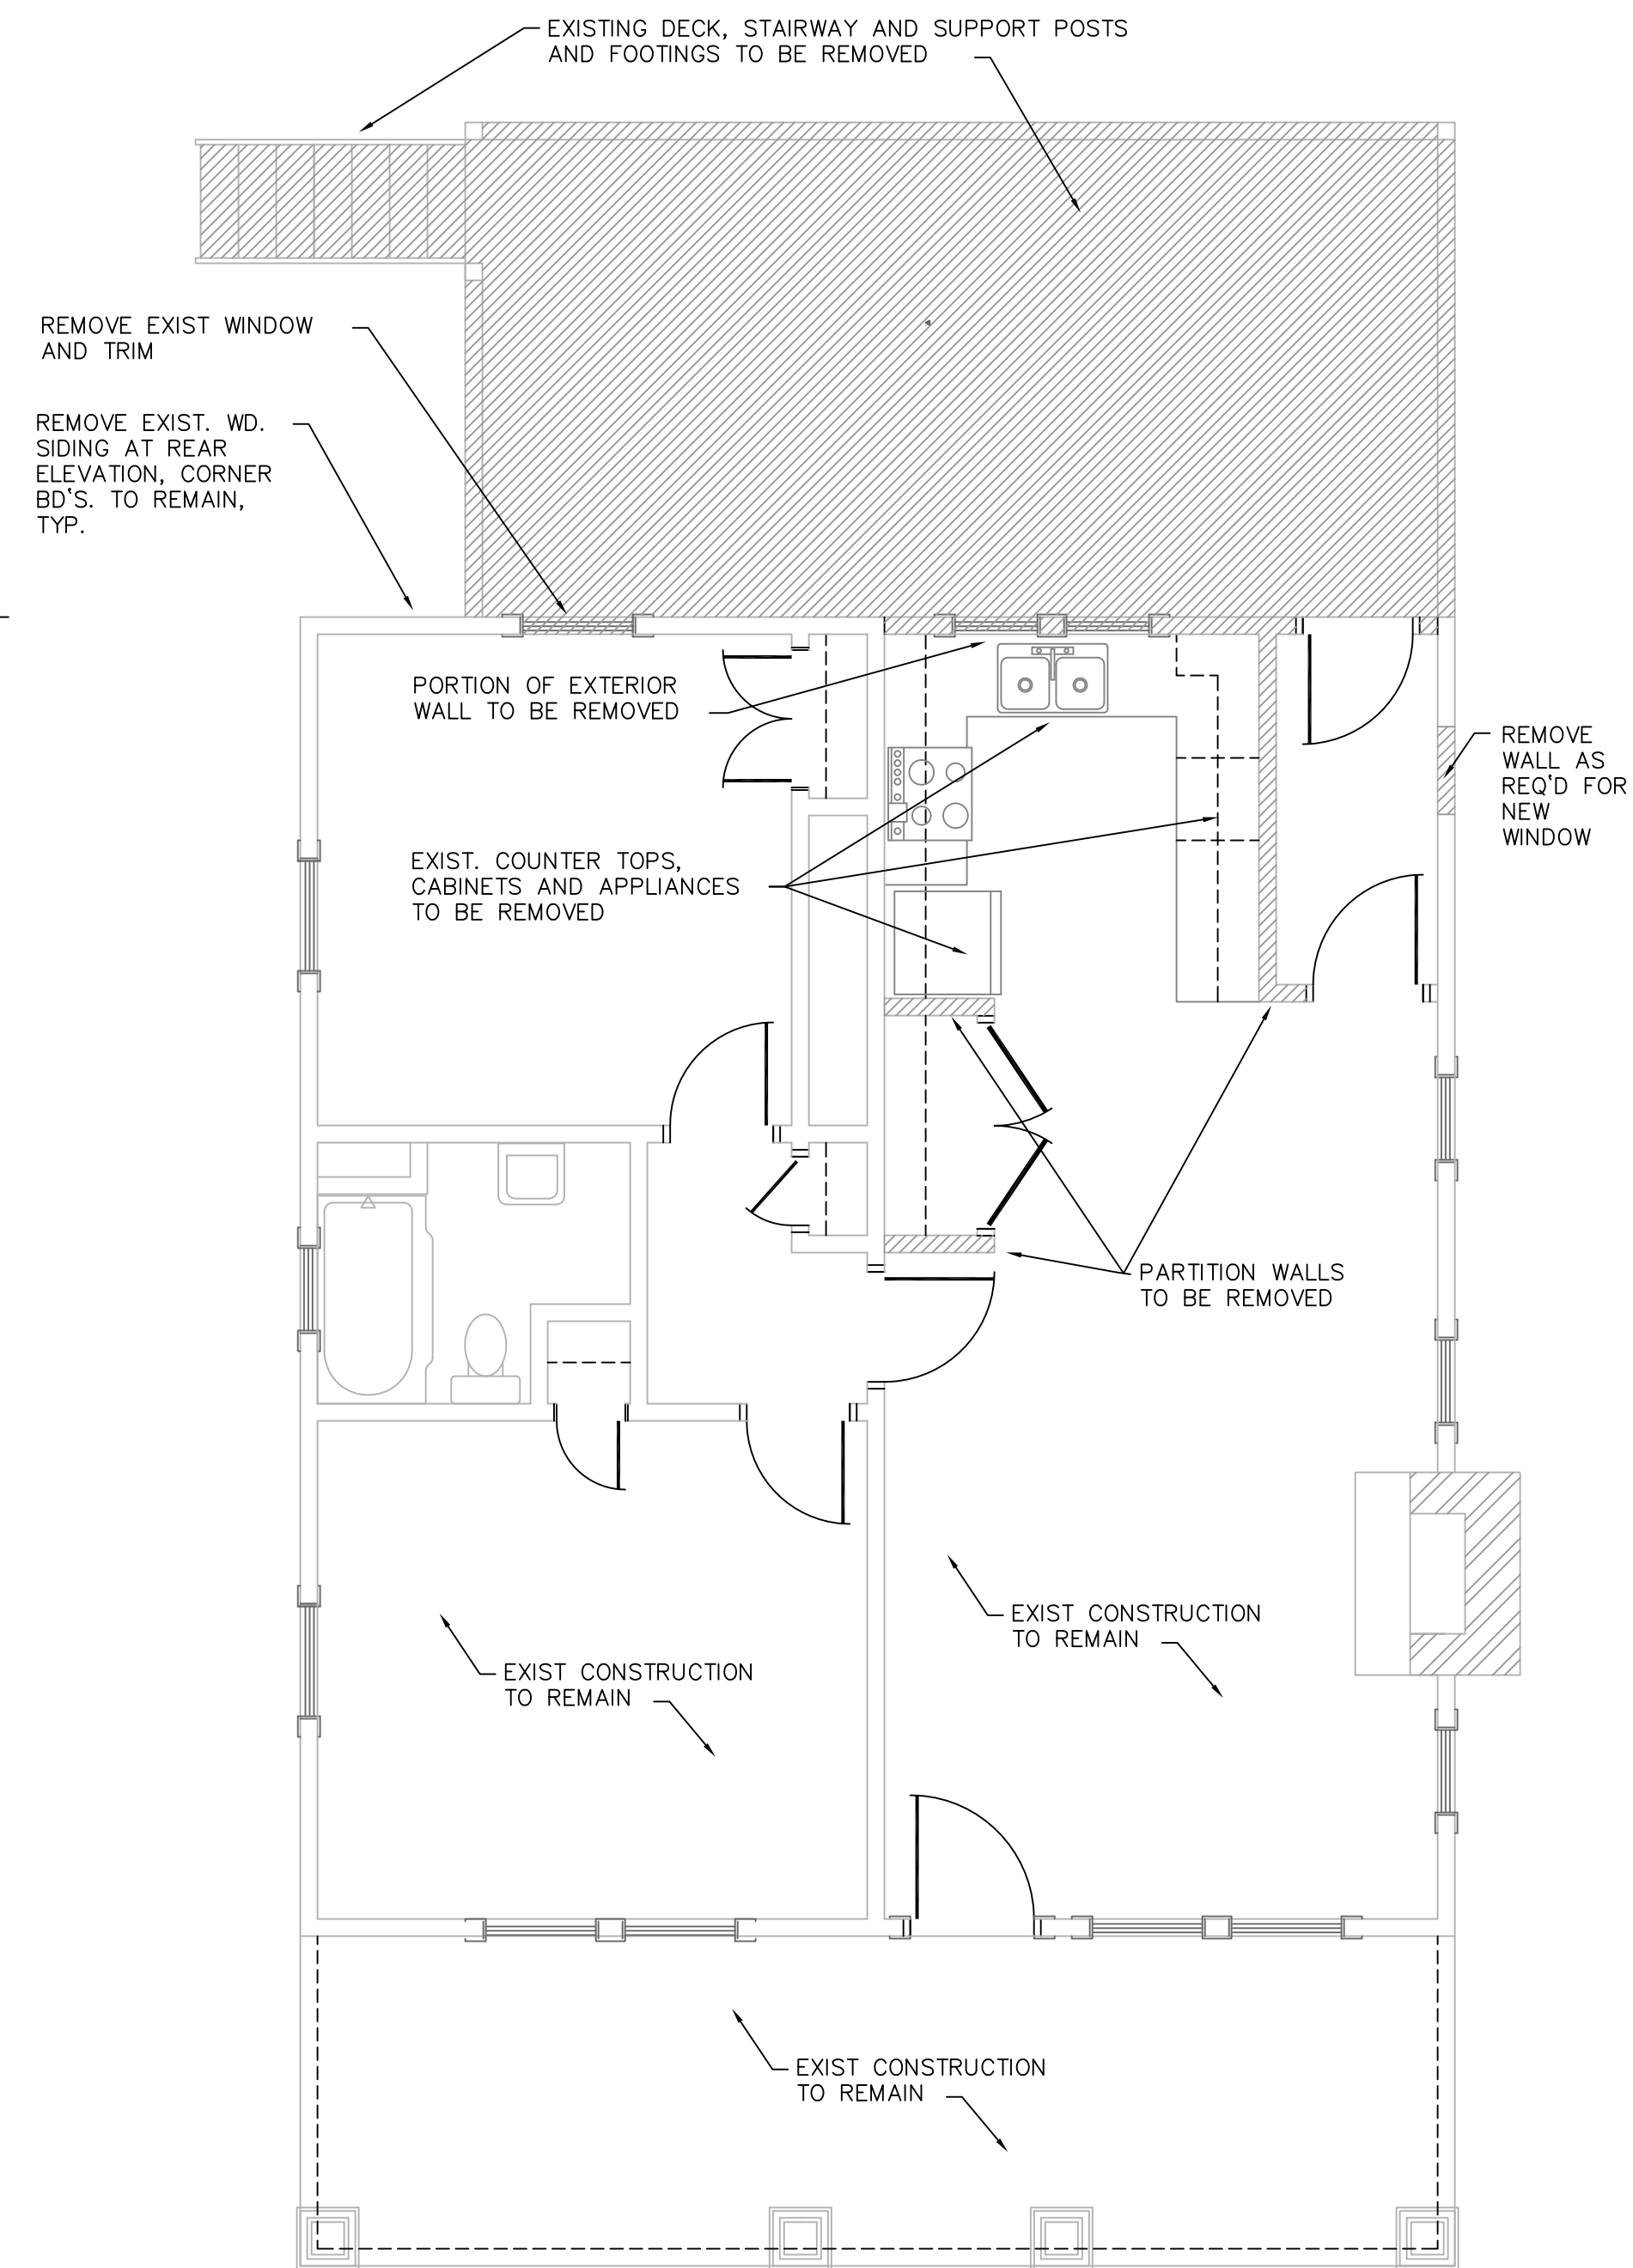 EXISTING DECK, STAIRWAY AND SUPPORT POSTS
AND FOOTINGS TO BE REMOVED
REMOVE EXIST WINDOW
AND TRIM
REMOVE EXIST. WD.
SIDING AT REAR
ELEVATION, CORNER
BD'S. TO REMAIN,
TYP.
PORTION OF EXTERIOR
WALL TO BE REMOVED
REMOVE
WALL AS
REQ'D FOR
NEW
WINDOW
EXIST. COUNTER TOPS,
CABINETS AND APPLIANCES
TO BE REMOVED
PARTITION WALLS
TO BE REMOVED
EXIST CONSTRUCTION
TO REMAIN
EXIST CONSTRUCTION
TO REMAIN
EXIST CONSTRUCTION
TO REMAIN